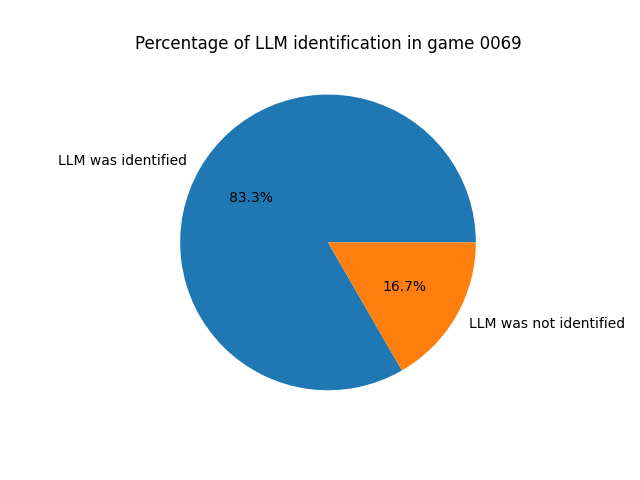 Percentage of LLM identification in game 0069
LLM was identified
83.3%
16.7%
LLM was not identified